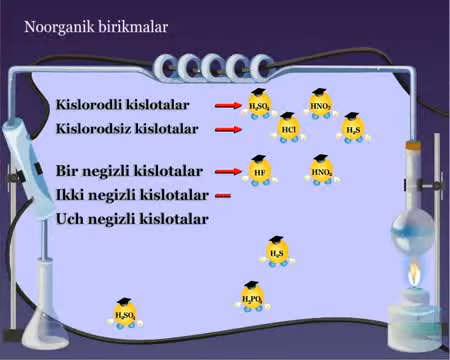 Noorganik birikmalar
Kislorodli kislotalar H₂SO₄ HNO₃
Kislorodsiz kislotalar HCl H₂S
Bir negizli kislotalar HF HNO₃
Ikki negizli kislotalar
Uch negizli kislotalar
H₂S
H₃PO₄
H₂SO₄